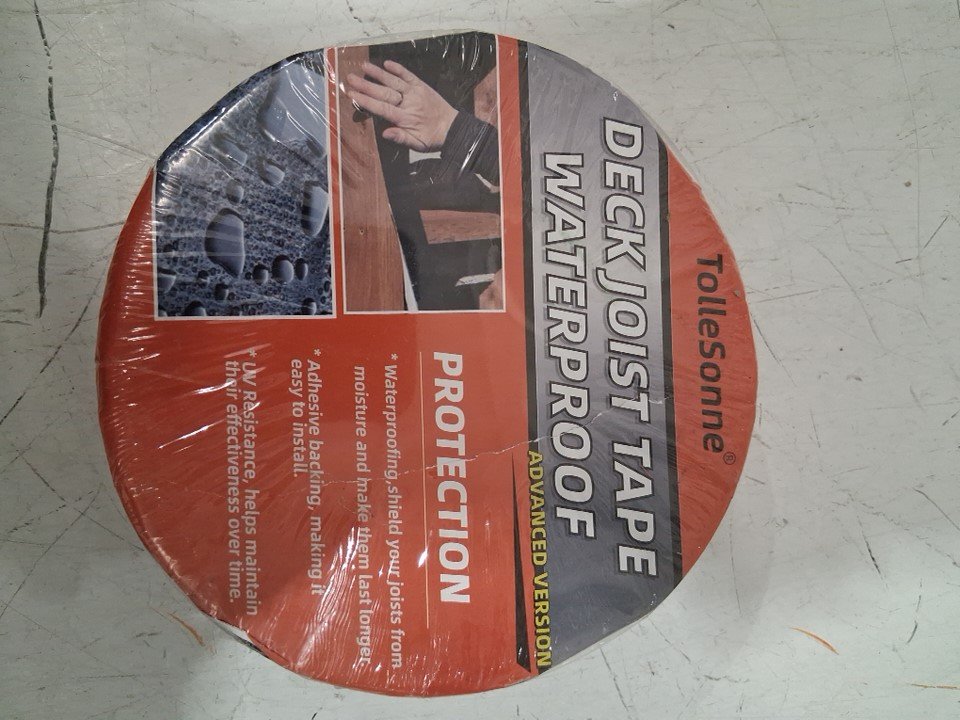 TolleSonne®
DECK JOIST TAPE
WATERPROOF
ADVANCED VERSION
PROTECTION
* Waterproofing,shield your joists from
moisture and make them last longer.
* Adhesive backing, making it
easy to install.
* UV Resistance, helps maintain
their effectiveness over time.